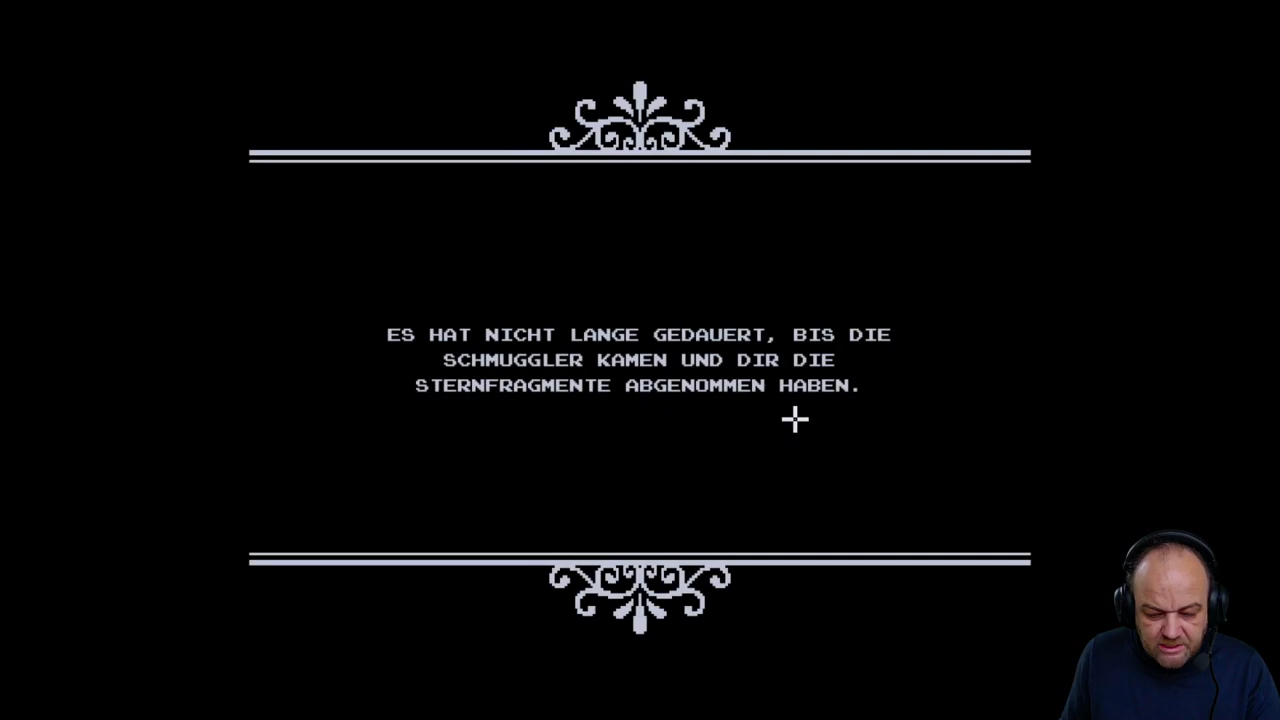 ES HAT NICHT LANGE GEDAUERT, BIS DIE
SCHMUGGLER KAMEN UND DIR DIE
STERNFRAGMENTE ABGENOMMEN HABEN.